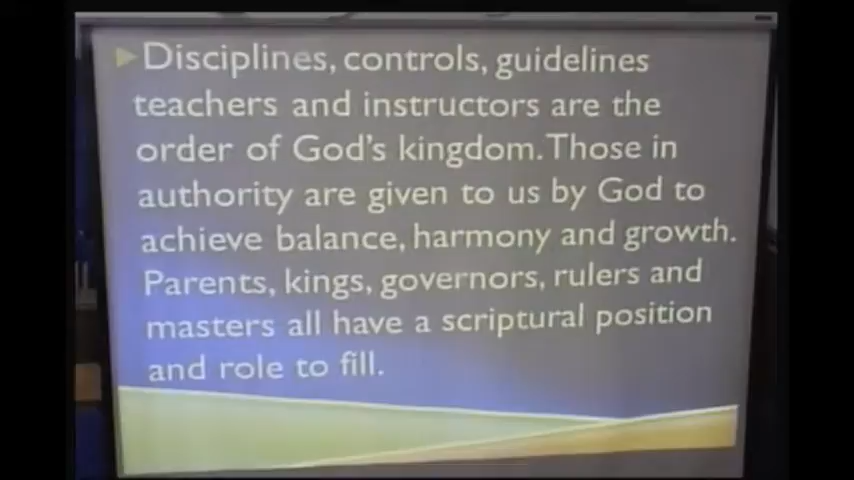 Disciplines, controls, guidelines
teachers and instructors are the
order of God's kingdom. Those in
authority are given to us by God to
achieve balance, harmony and growth.
Parents, kings, governors, rulers and
masters all have a scriptural position
and role to fill.